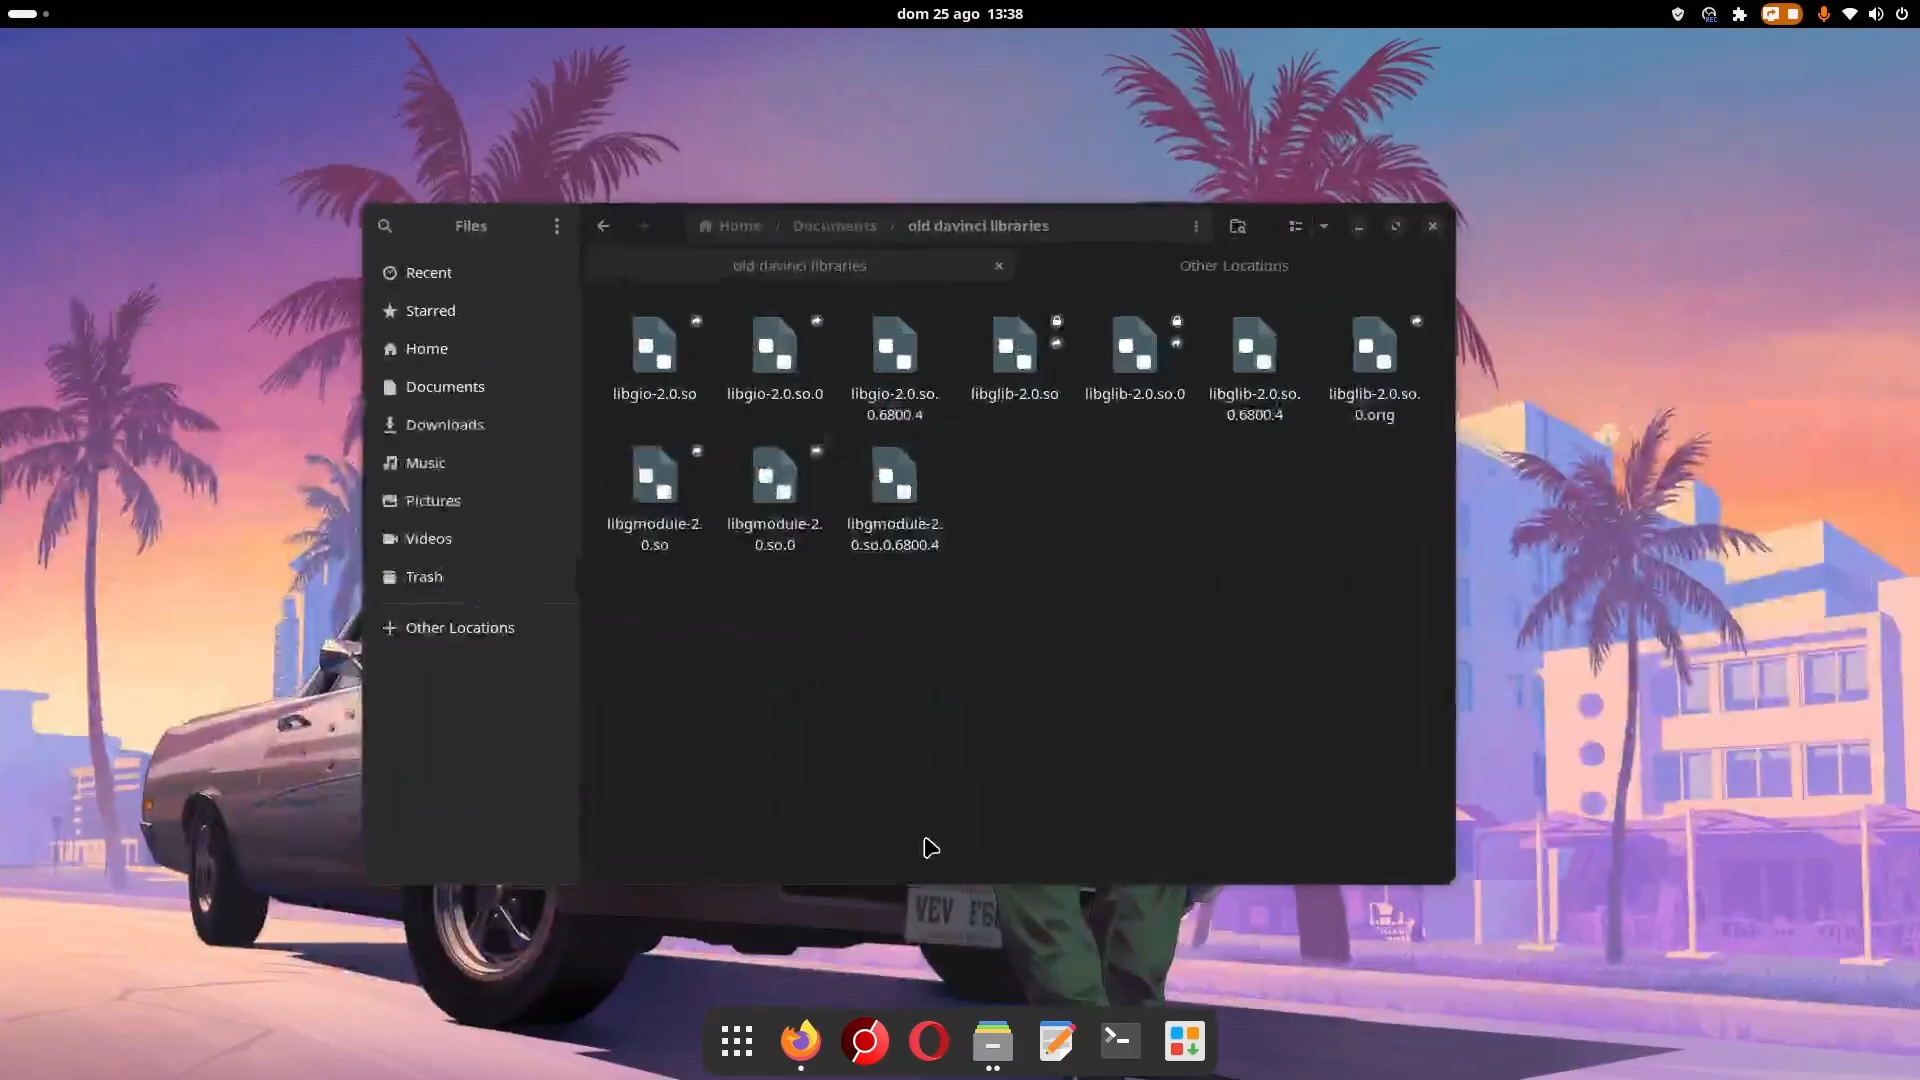 dom 25 ago 13:38
REC
Files
Home / Documents / old davinci libraries
old davinci libraries
Other Locations
Recent
Starred
Home
Documents
Downloads
Music
Pictures
Videos
Trash
Other Locations
libgio-2.0.so
libgio-2.0.so.0
libgio-2.0.so.
0.6800.4
libglib-2.0.so
libglib-2.0.so.0
libglib-2.0.so.
0.6800.4
libglib-2.0.so.
0.orig
libgmodule-2.
0.so
libgmodule-2.
0.so.0
libgmodule-2.
0.so.0.6800.4
VEV